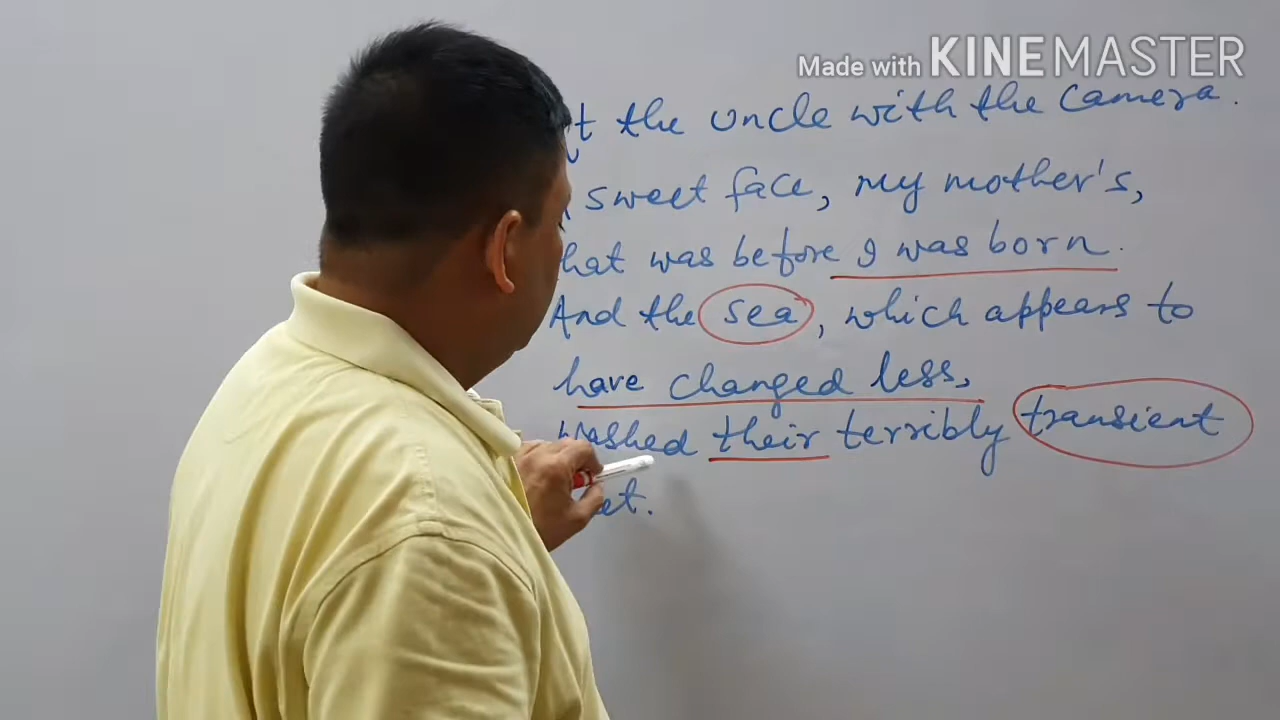 Made with KINEMASTER
the uncle with the camera.
sweet face, my mother's,
hat was before I was born.
And the sea, which appears to
have changed less,
washed their terribly transient
et.